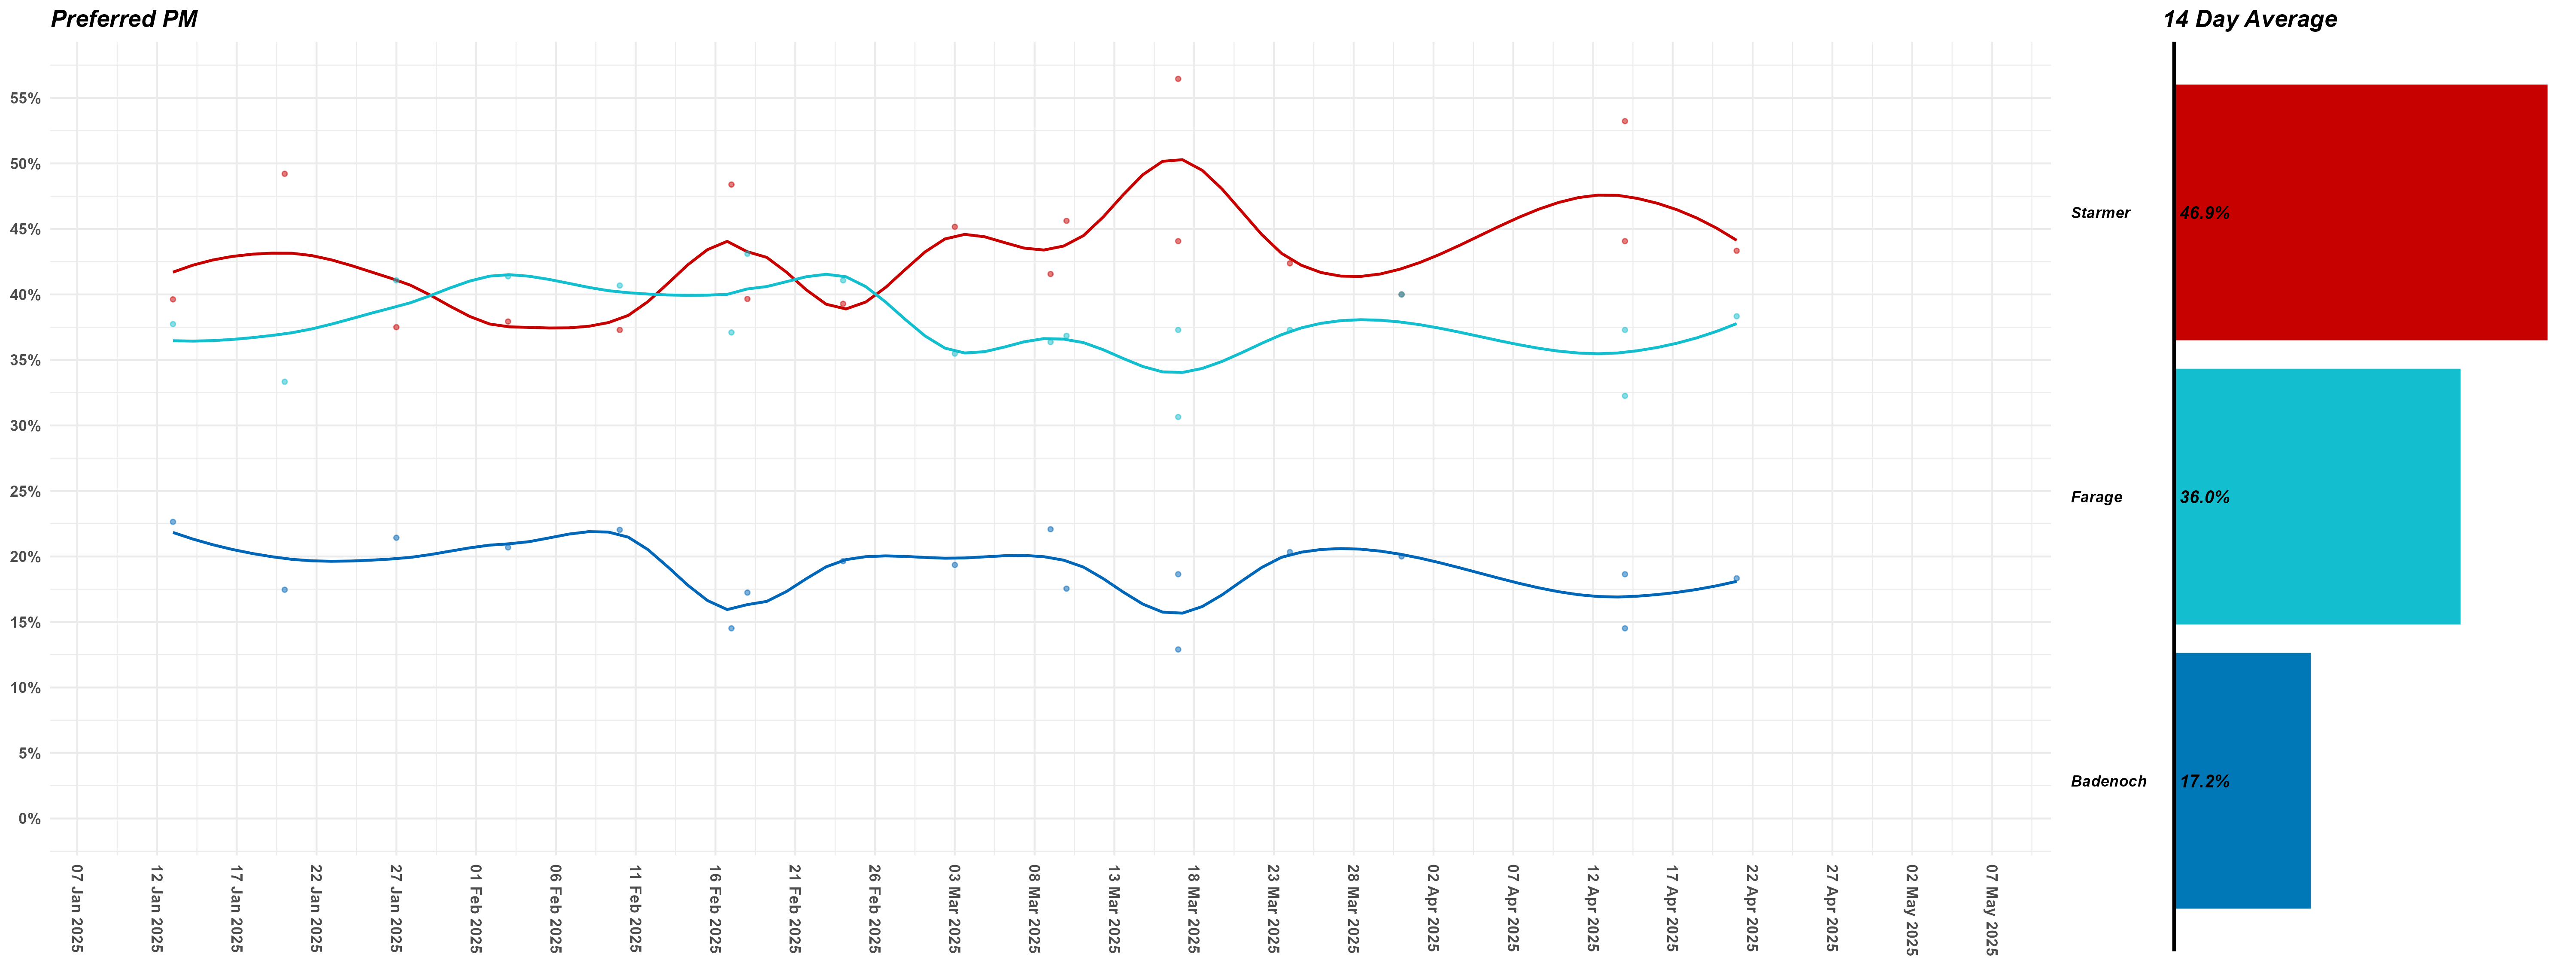 Preferred PM
14 Day Average
55%
50%
45%
40%
35%
30%
25%
20%
15%
10%
5%
0%
07 Jan 2025
12 Jan 2025
17 Jan 2025
22 Jan 2025
27 Jan 2025
01 Feb 2025
06 Feb 2025
11 Feb 2025
16 Feb 2025
21 Feb 2025
26 Feb 2025
03 Mar 2025
08 Mar 2025
13 Mar 2025
18 Mar 2025
23 Mar 2025
28 Mar 2025
02 Apr 2025
07 Apr 2025
12 Apr 2025
17 Apr 2025
22 Apr 2025
27 Apr 2025
02 May 2025
07 May 2025
Starmer 46.9%
Farage 36.0%
Badenoch 17.2%